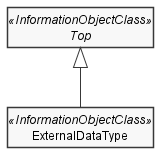 «InformationObjectClass»
Top
«InformationObjectClass»
ExternalDataType